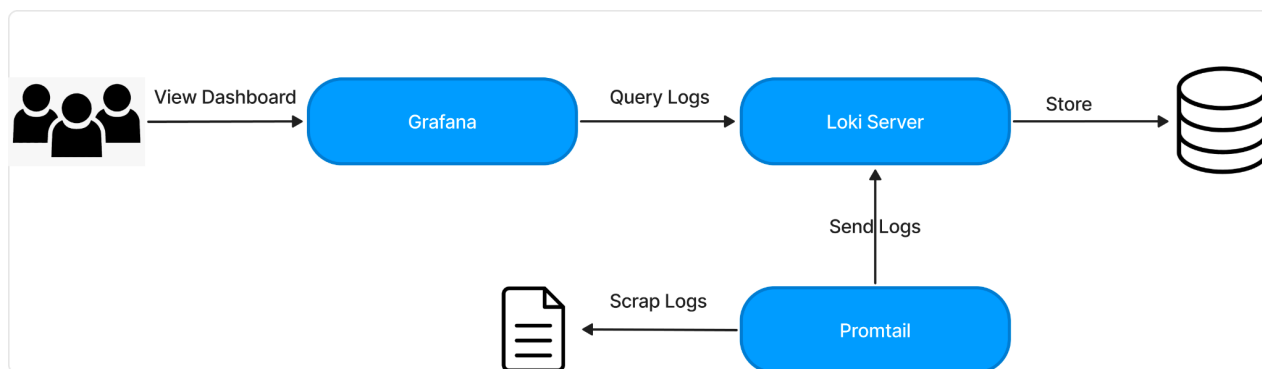 View Dashboard
Grafana
Query Logs
Loki Server
Store
Send Logs
Scrap Logs
Promtail